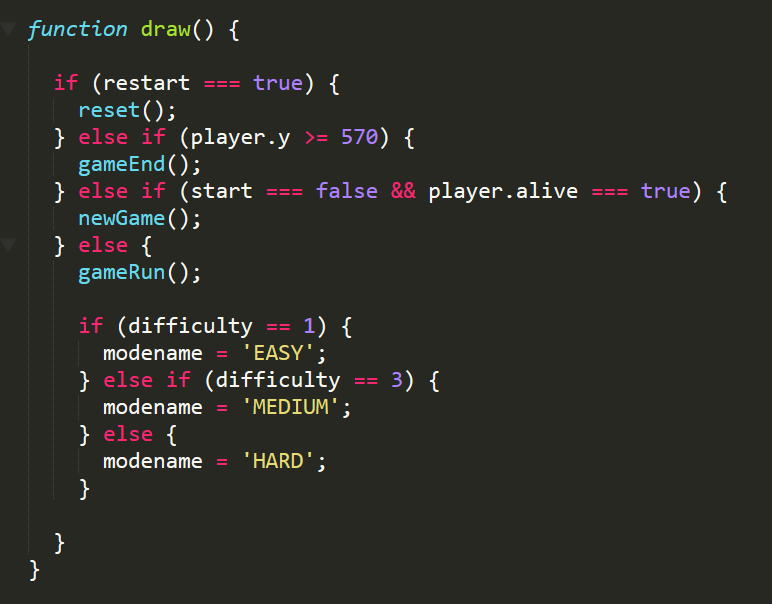 function draw() {
if (restart === true) {
reset();
} else if (player.y >= 570) {
gameEnd();
} else if (start === false && player.alive === true) {
newGame();
} else {
gameRun();
if (difficulty == 1) {
modename = 'EASY';
} else if (difficulty == 3) {
modename = 'MEDIUM';
} else {
modename = 'HARD';
}
}
}